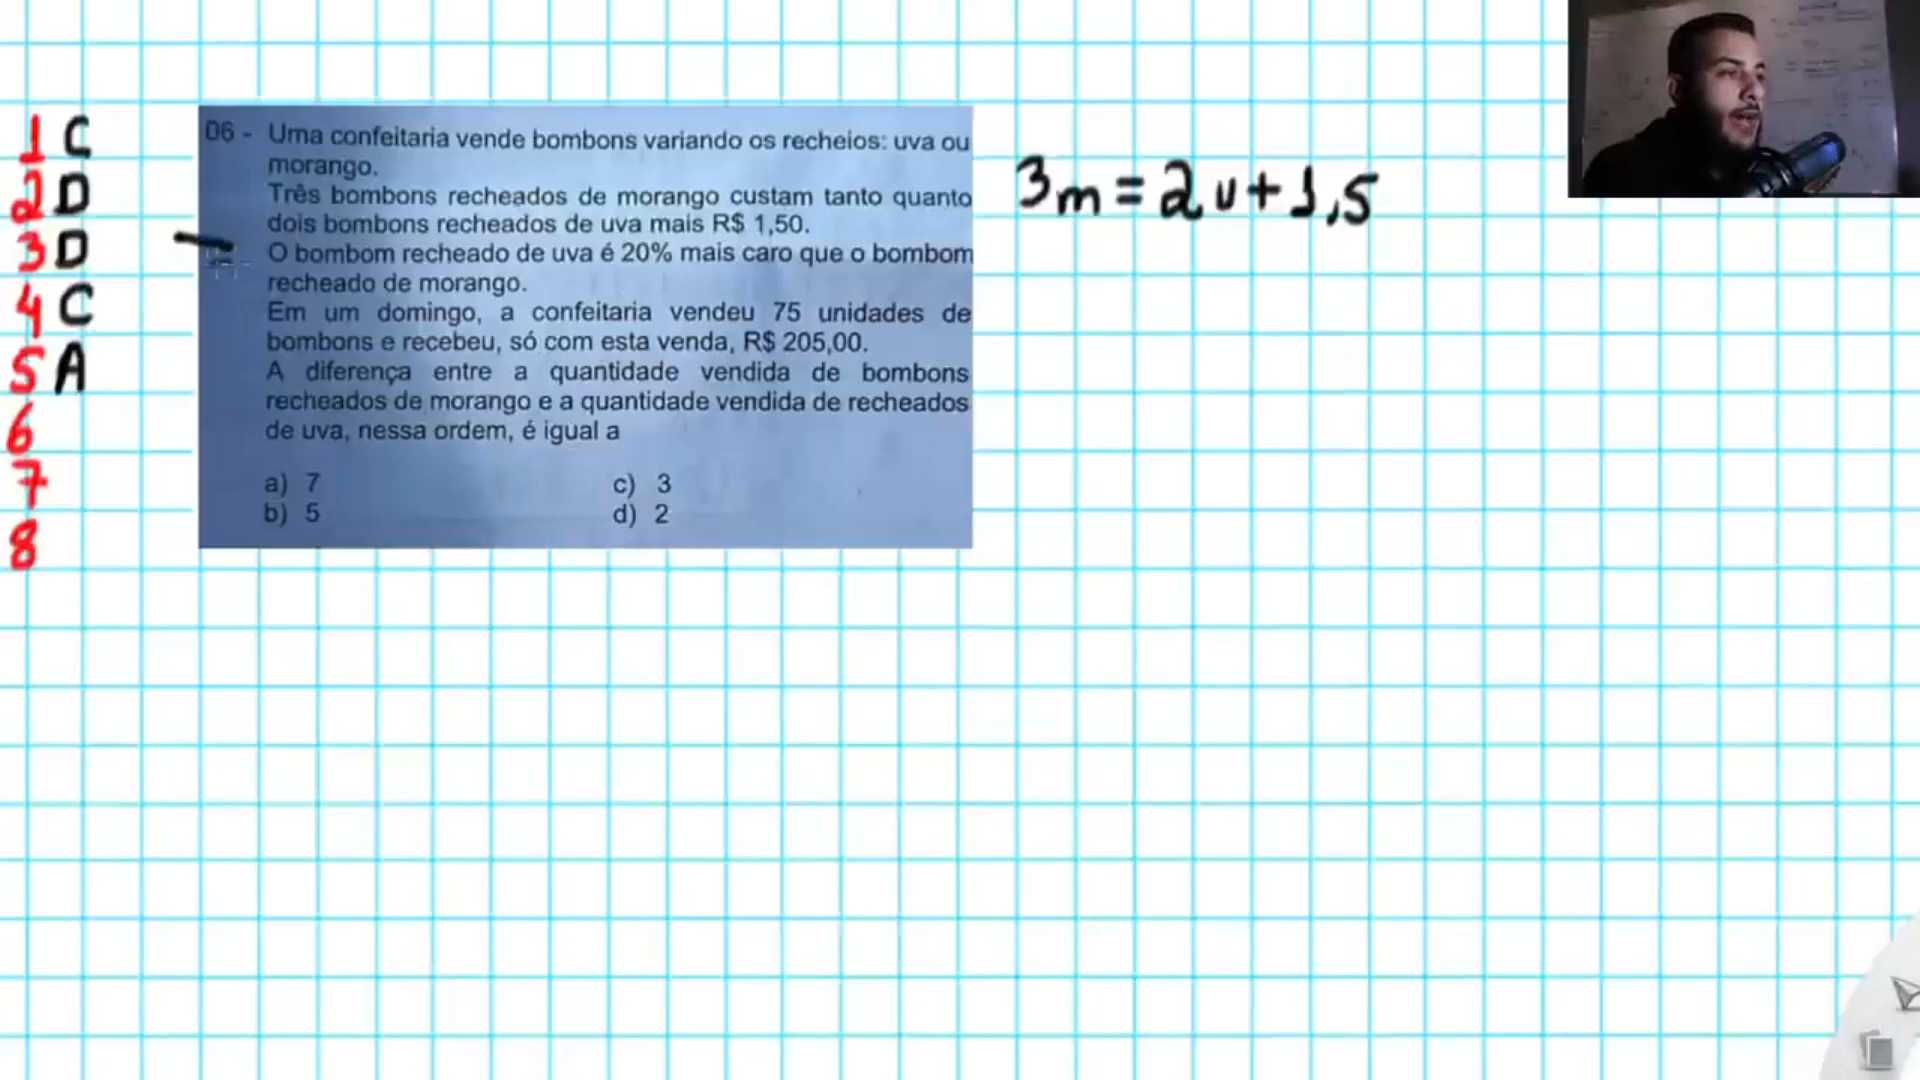 1 C
2 D
3 D
4 C
5 A
6
7
8
06 - Uma confeitaria vende bombons variando os recheios: uva ou
morango.
Três bombons recheados de morango custam tanto quanto
dois bombons recheados de uva mais R$ 1,50.
O bombom recheado de uva é 20% mais caro que o bombom
recheado de morango.
Em um domingo, a confeitaria vendeu 75 unidades de
bombons e recebeu, só com esta venda, R$ 205,00.
A diferença entre a quantidade vendida de bombons
recheados de morango e a quantidade vendida de recheados
de uva, nessa ordem, é igual a
a) 7
b) 5
c) 3
d) 2
3m = 2u + 1,5